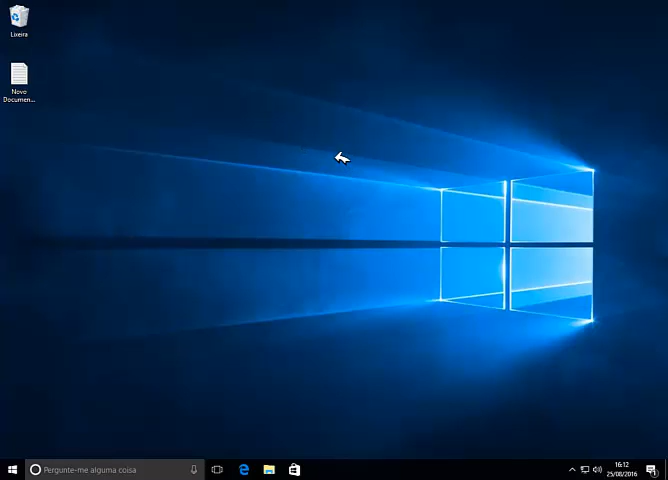 Lixeira
Novo
Documen...
Pergunte-me alguma coisa
16:12
25/08/2016